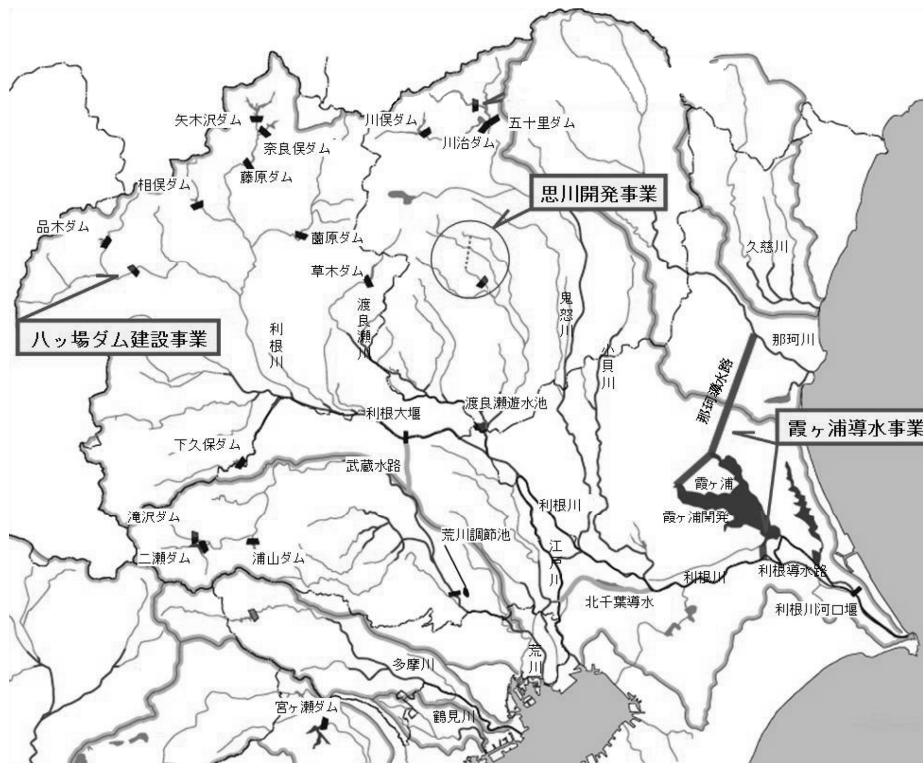 矢木沢ダム
川俣ダム
五十里ダム
奈良俣ダム
川治ダム
藤原ダム
相俣ダム
思川開発事業
品木ダム
薗原ダム
久慈川
草木ダム
鬼怒川
渡良瀬川
八ッ場ダム建設事業
利根川
小貝川
那珂川
那珂導水路
利根大堰
渡良瀬遊水池
霞ヶ浦導水事業
下久保ダム
武蔵水路
霞ヶ浦
滝沢ダム
利根川
霞ヶ浦開発
荒川調節池
二瀬ダム
浦山ダム
江戸川
利根川
利根導水路
北千葉導水
利根川河口堰
荒川
多摩川
宮ヶ瀬ダム
鶴見川